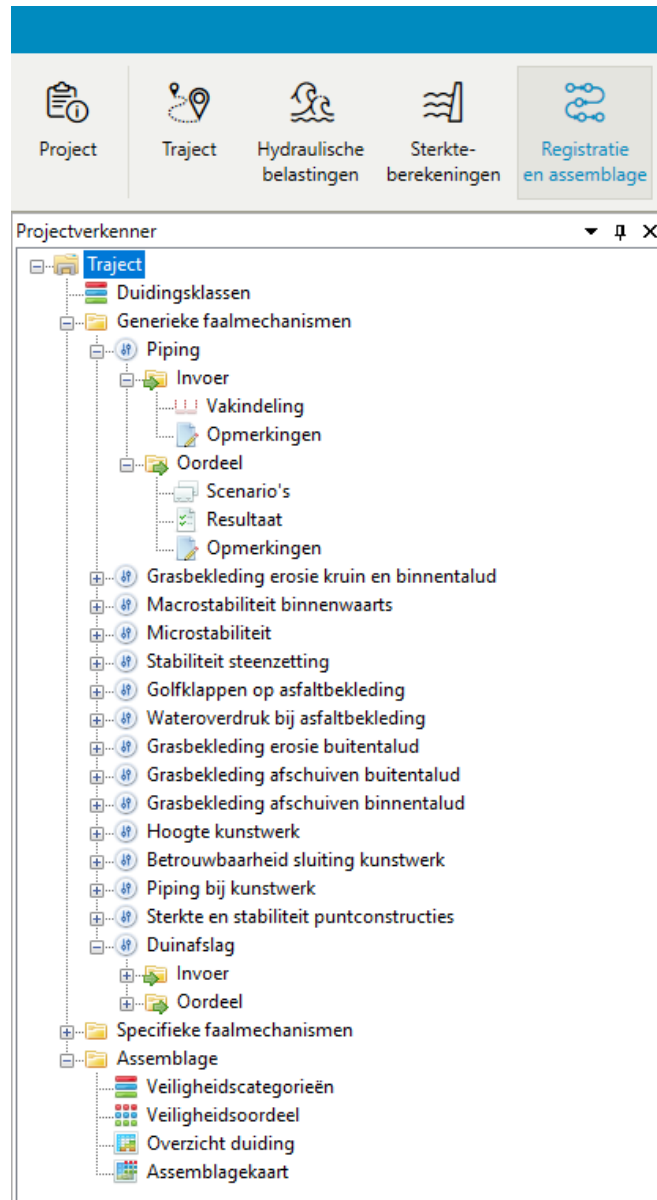 Project
Traject
Hydraulische
belastingen
Sterkte-
berekeningen
Registratie
en assemblage
Projectverkenner
Traject
Duidingsklassen
Generieke faalmechanismen
Piping
Invoer
Vakindeling
Opmerkingen
Oordeel
Scenario's
Resultaat
Opmerkingen
Grasbekleding erosie kruin en binnentalud
Macrostabiliteit binnenwaarts
Microstabiliteit
Stabiliteit steenzetting
Golfklappen op asfaltbekleding
Wateroverdruk bij asfaltbekleding
Grasbekleding erosie buitentalud
Grasbekleding afschuiven buitentalud
Grasbekleding afschuiven binnentalud
Hoogte kunstwerk
Betrouwbaarheid sluiting kunstwerk
Piping bij kunstwerk
Sterkte en stabiliteit puntconstructies
Duinafslag
Invoer
Oordeel
Specifieke faalmechanismen
Assemblage
Veiligheidscategorieën
Veiligheidsoordeel
Overzicht duiding
Assemblagekaart